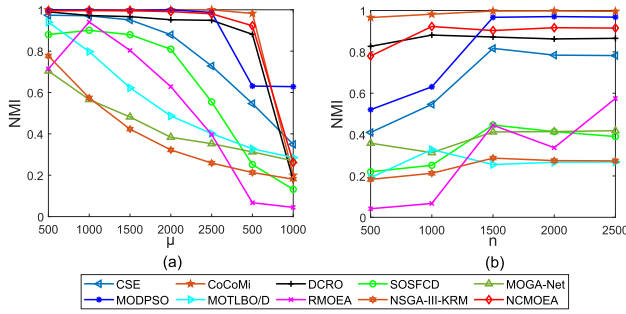 NMI
1
0.8
0.6
0.4
0.2
0
500 1000 1500 2000 2500 500 1000
μ
(a)
NMI
1
0.8
0.6
0.4
0.2
0
500 1000 1500 2000 2500
n
(b)
CSE CoCoMi DCRO SOSFCD MOGA-Net
MODPSO MOTLBO/D RMOEA NSGA-III-KRM NCMOEA